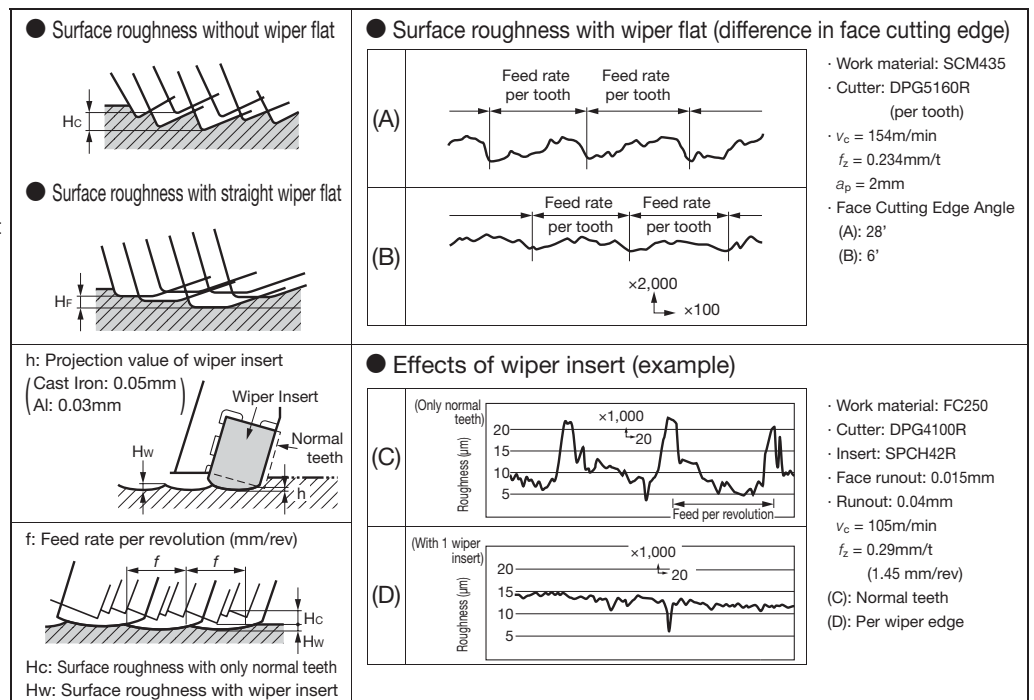 ● Surface roughness without wiper flat
Hc
● Surface roughness with straight wiper flat
HF
● Surface roughness with wiper flat (difference in face cutting edge)
(A)
Feed rate
per tooth
Feed rate
per tooth
(B)
Feed rate
per tooth
Feed rate
per tooth
×2,000
×100
· Work material: SCM435
· Cutter: DPG5160R
(per tooth)
· vc = 154m/min
fz = 0.234mm/t
ap = 2mm
· Face Cutting Edge Angle
(A): 28'
(B): 6'
h: Projection value of wiper insert
(Cast Iron: 0.05mm
Al: 0.03mm)
Wiper Insert
Normal
teeth
Hw
h
f: Feed rate per revolution (mm/rev)
f
f
Hc
Hw
Hc: Surface roughness with only normal teeth
Hw: Surface roughness with wiper insert
● Effects of wiper insert (example)
(C)
(Only normal
teeth)
Roughness (μm)
20
15
10
5
×1,000
20
Feed per revolution
(D)
(With 1 wiper
insert)
Roughness (μm)
20
15
10
5
×1,000
20
· Work material: FC250
· Cutter: DPG4100R
· Insert: SPCH42R
· Face runout: 0.015mm
· Runout: 0.04mm
vc = 105m/min
fz = 0.29mm/t
(1.45 mm/rev)
(C): Normal teeth
(D): Per wiper edge